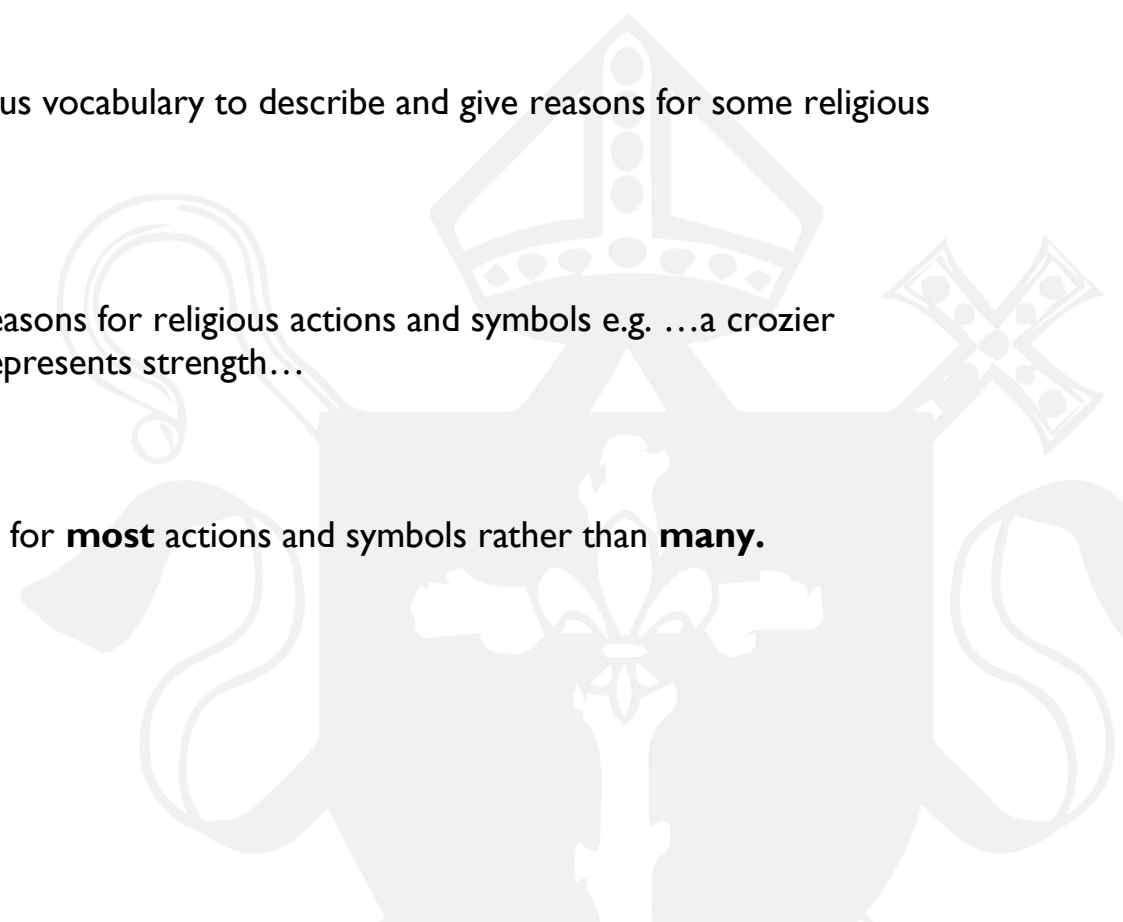 us vocabulary to describe and give reasons for some religious
easons for religious actions and symbols e.g. …a crozier
epresents strength…
for most actions and symbols rather than many.